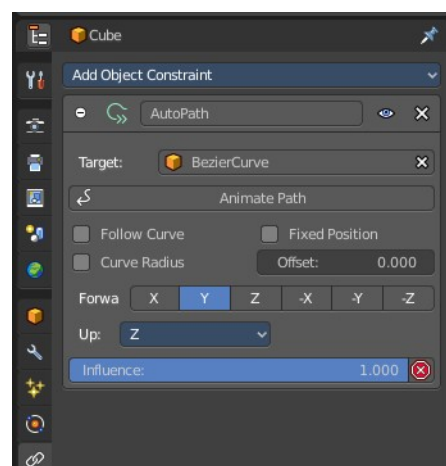 Cube
Add Object Constraint
AutoPath
Target: BezierCurve
Animate Path
Follow Curve Fixed Position
Curve Radius Offset: 0.000
Forwa X Y Z -X -Y -Z
Up: Z
Influence: 1.000